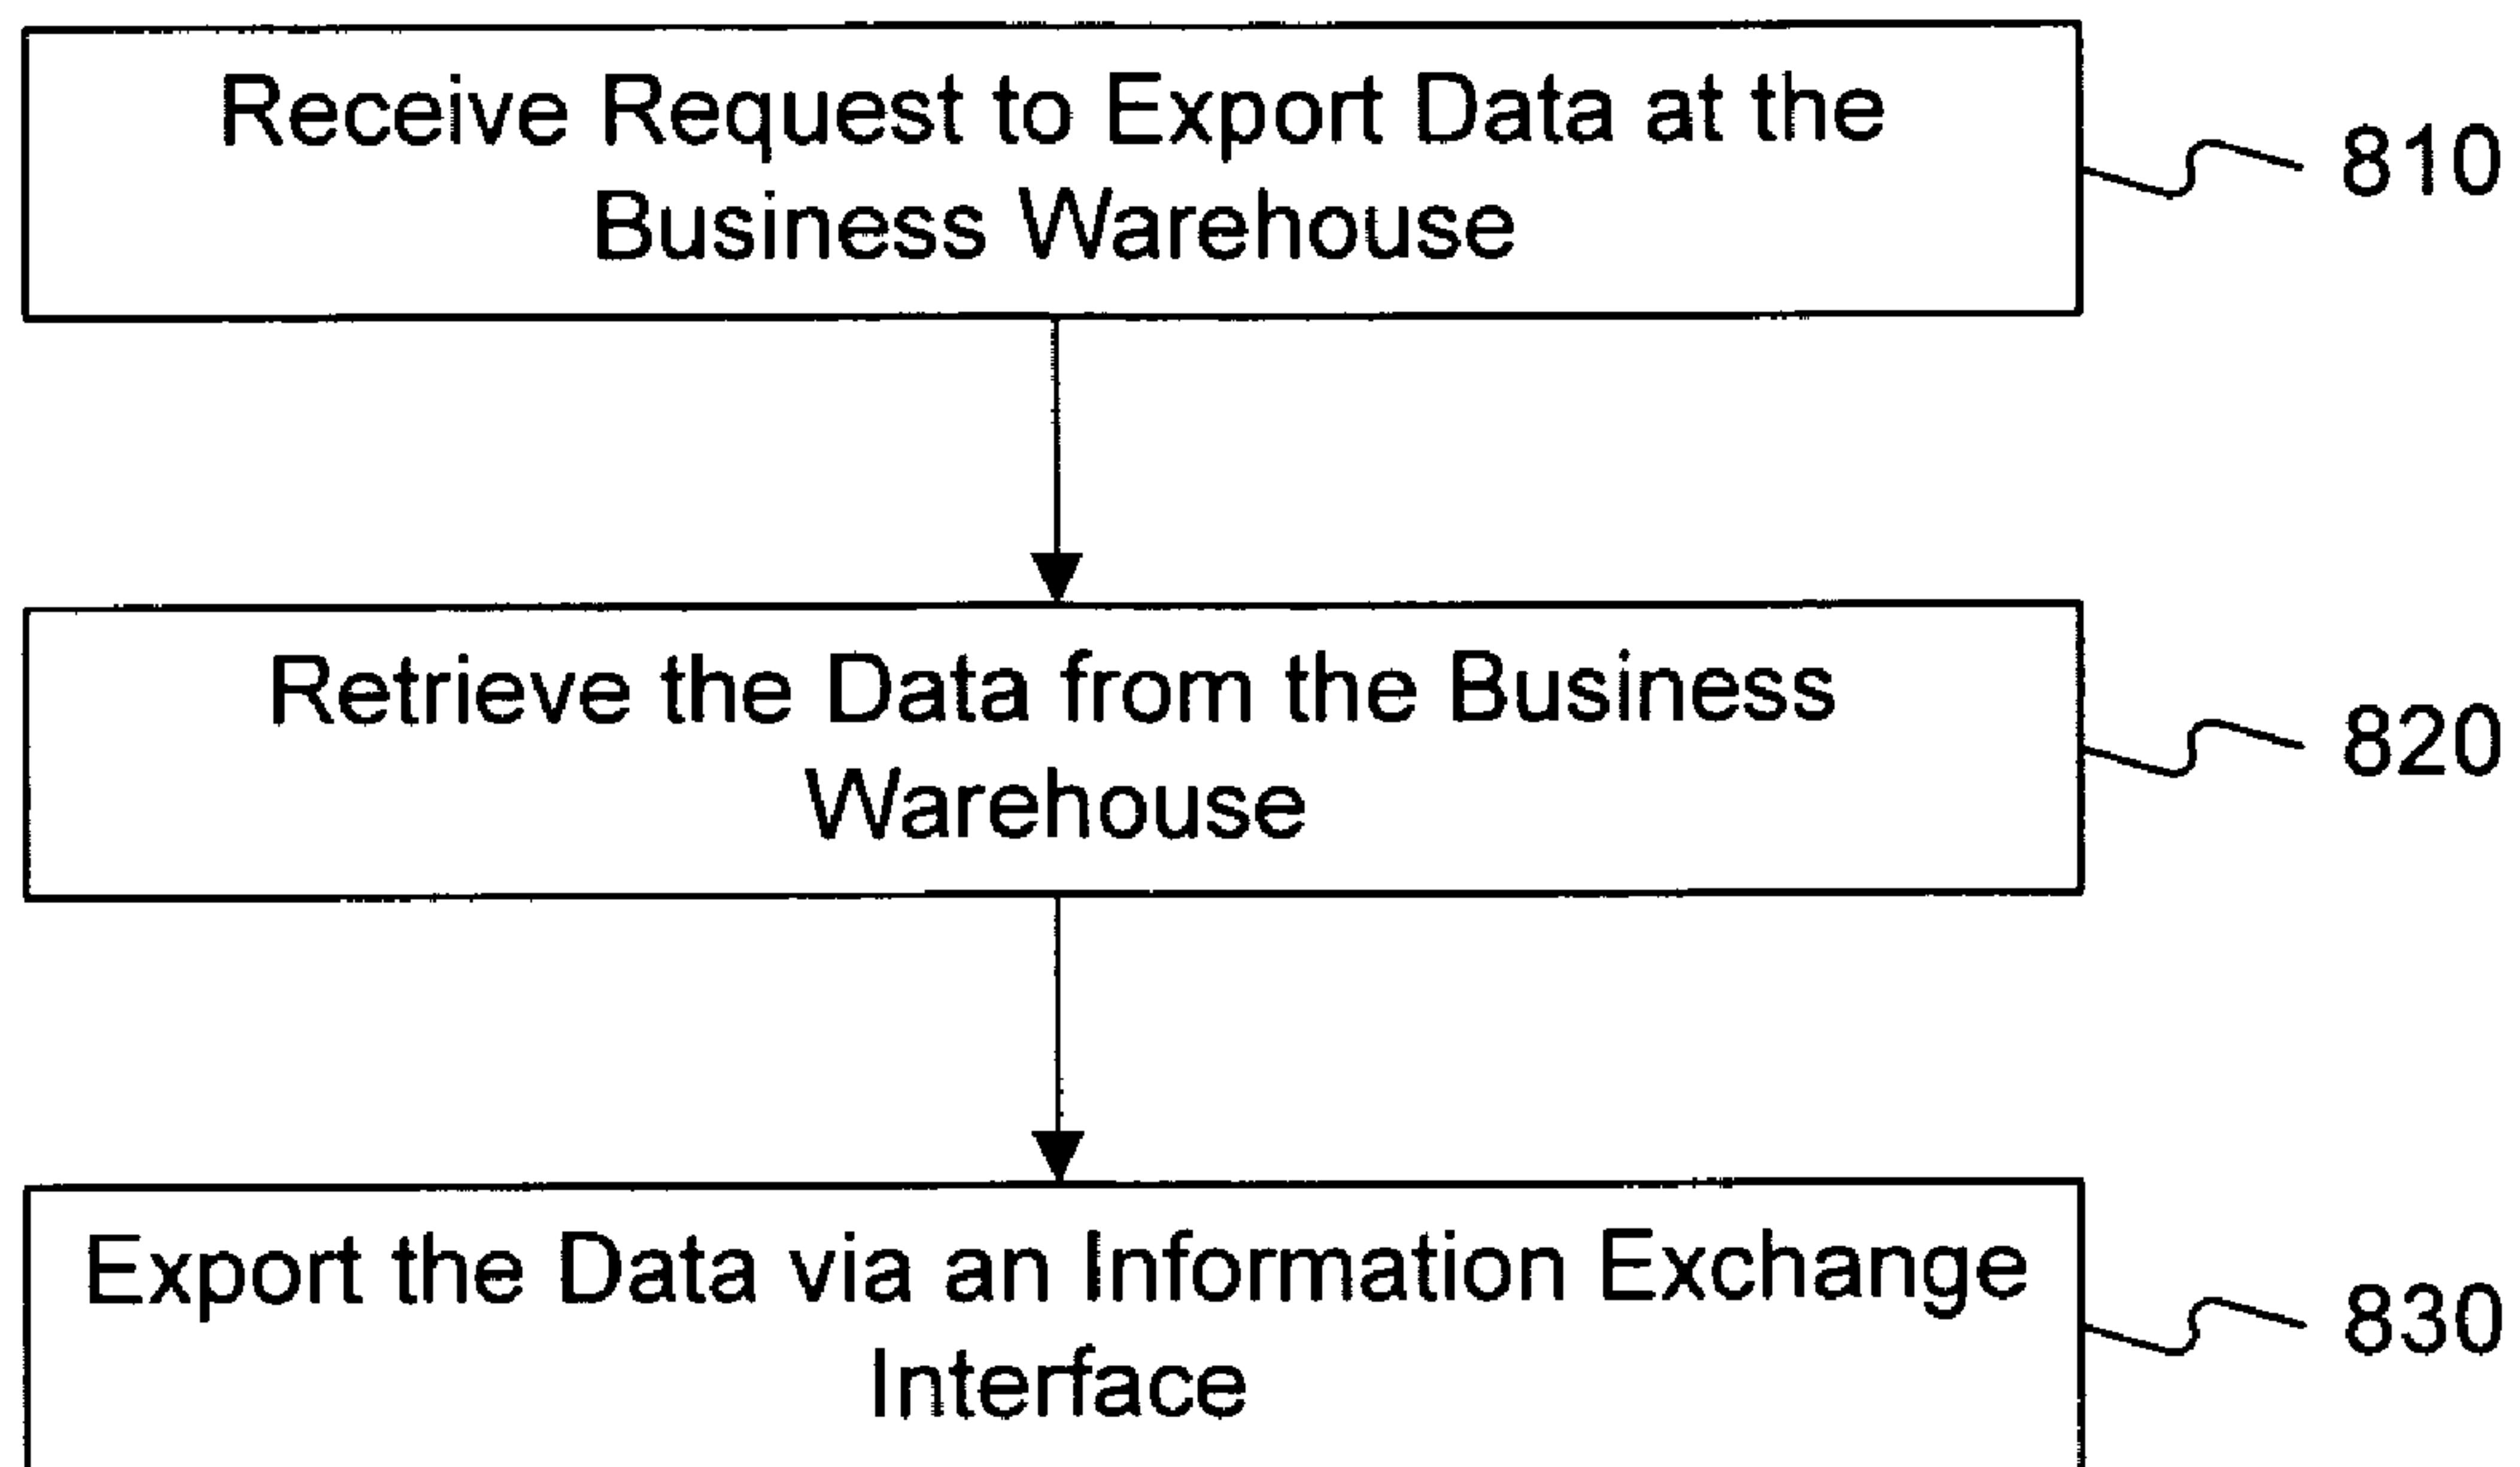 Receive Request to Export Data at the
Business Warehouse
810
Retrieve the Data from the Business
Warehouse
820
Export the Data via an Information Exchange
Interface
830